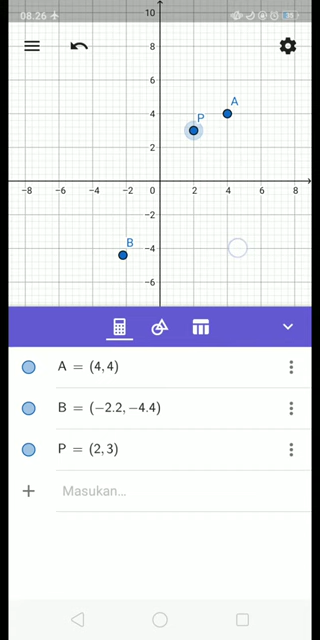 08.26
10
8
6
4
A
P
2
−8 −6 −4 −2 0 2 4 6 8
−2
B
−4
−6
A = (4, 4)
B = (−2.2, −4.4)
P = (2, 3)
+ Masukan...